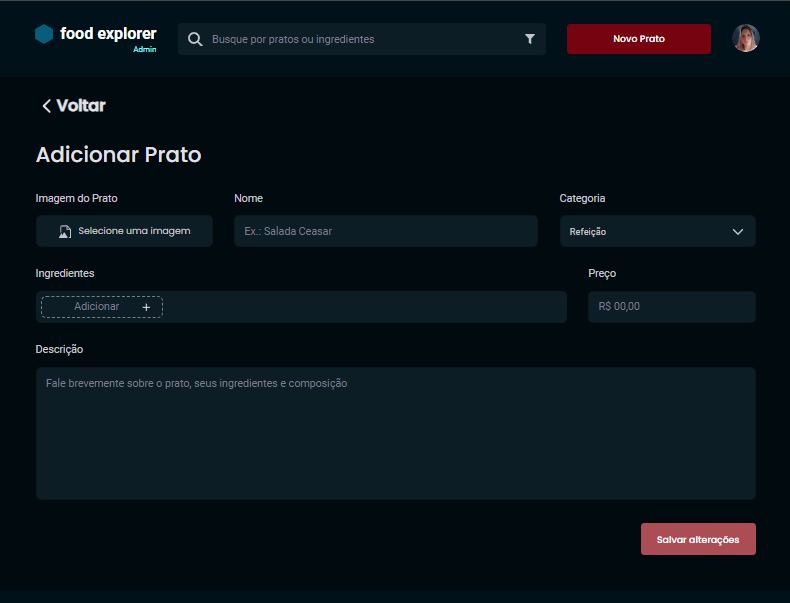 food explorer
Admin
Busque por pratos ou ingredientes
Novo Prato
Voltar
Adicionar Prato
Imagem do Prato
Nome
Categoria
Selecione uma imagem
Ex.: Salada Ceasar
Refeição
Ingredientes
Preço
Adicionar +
R$ 00,00
Descrição
Fale brevemente sobre o prato, seus ingredientes e composição
Salvar alterações